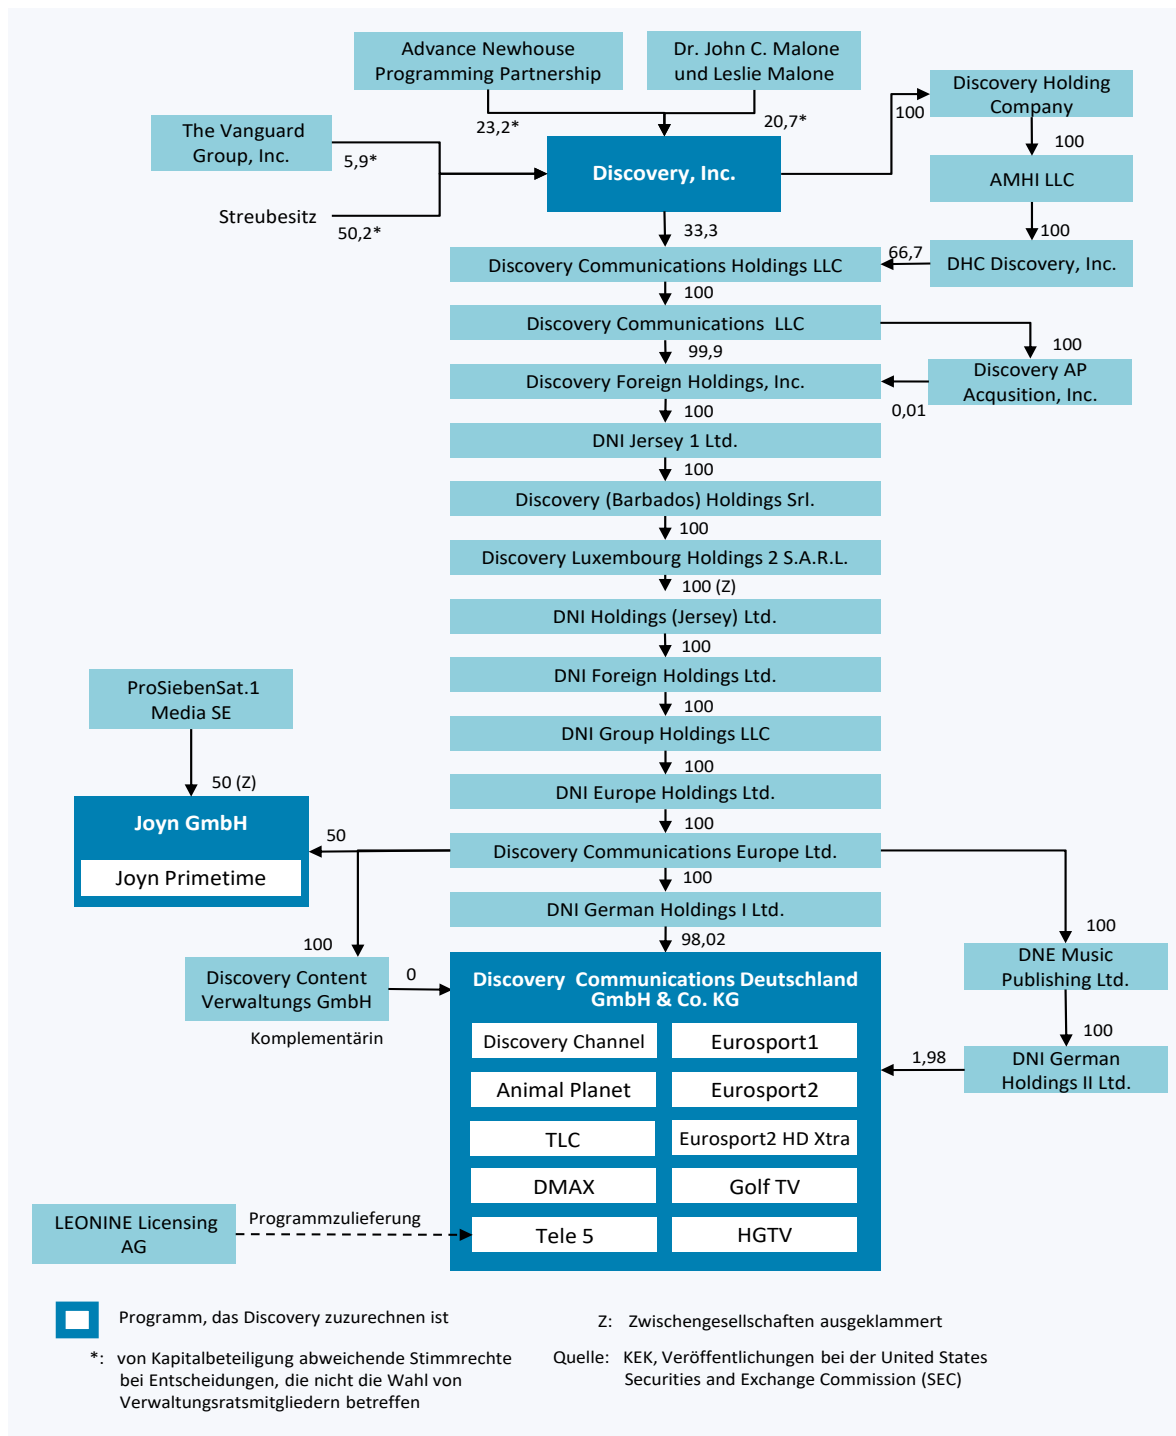 Advance Newhouse
Programming Partnership
Dr. John C. Malone
und Leslie Malone
Discovery Holding
Company
23,2*
20,7*
100
The Vanguard
Group, Inc.
5,9*
Discovery, Inc.
100
AMHI LLC
Streubesitz
50,2*
33,3
100
66,7
Discovery Communications Holdings LLC
DHC Discovery, Inc.
100
Discovery Communications LLC
100
99,9
Discovery Foreign Holdings, Inc.
Discovery AP
Acqusition, Inc.
0,01
100
DNI Jersey 1 Ltd.
100
Discovery (Barbados) Holdings Srl.
100
Discovery Luxembourg Holdings 2 S.A.R.L.
100 (Z)
DNI Holdings (Jersey) Ltd.
100
DNI Foreign Holdings Ltd.
ProSiebenSat.1
Media SE
100
DNI Group Holdings LLC
100
50 (Z)
DNI Europe Holdings Ltd.
100
Joyn GmbH
50
Joyn Primetime
Discovery Communications Europe Ltd.
100
DNI German Holdings I Ltd.
98,02
100
100
Discovery Content
Verwaltungs GmbH
0
Komplementärin
DNE Music
Publishing Ltd.
100
DNI German
Holdings II Ltd.
1,98
Discovery Communications Deutschland
GmbH & Co. KG
Discovery Channel
Eurosport1
Animal Planet
Eurosport2
TLC
Eurosport2 HD Xtra
DMAX
Golf TV
Tele 5
HGTV
LEONINE Licensing
AG
Programmzulieferung
Programm, das Discovery zuzurechnen ist
Z: Zwischengesellschaften ausgeklammert
*: von Kapitalbeteiligung abweichende Stimmrechte
bei Entscheidungen, die nicht die Wahl von
Verwaltungsratsmitgliedern betreffen
Quelle: KEK, Veröffentlichungen bei der United States
Securities and Exchange Commission (SEC)